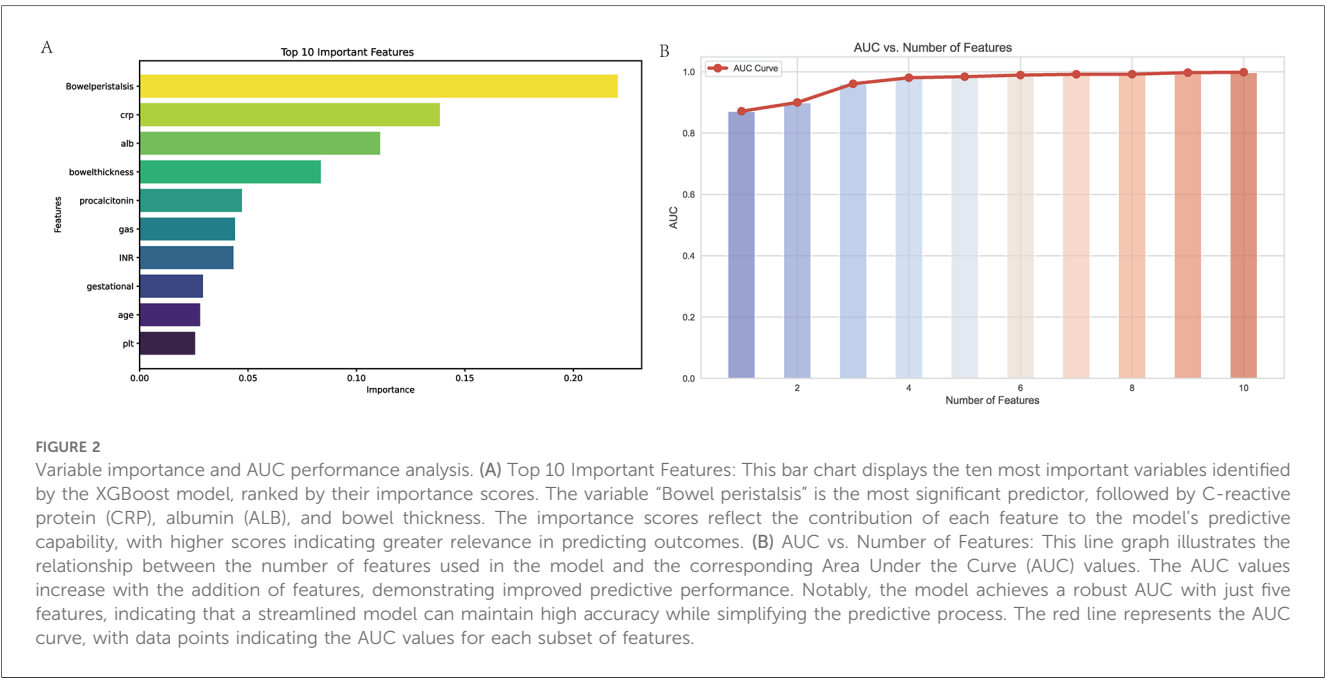 A
Top 10 Important Features
Bowelperistalsis
crp
alb
bowelthickness
procalcitonin
gas
INR
gestational
age
plt
Features
0.00 0.05 0.10 0.15 0.20
Importance
B
AUC vs. Number of Features
AUC Curve
1.0
0.8
0.6
0.4
0.2
0.0
AUC
2 4 6 8 10
Number of Features
FIGURE 2
Variable importance and AUC performance analysis. (A) Top 10 Important Features: This bar chart displays the ten most important variables identified
by the XGBoost model, ranked by their importance scores. The variable “Bowel peristalsis” is the most significant predictor, followed by C-reactive
protein (CRP), albumin (ALB), and bowel thickness. The importance scores reflect the contribution of each feature to the model’s predictive
capability, with higher scores indicating greater relevance in predicting outcomes. (B) AUC vs. Number of Features: This line graph illustrates the
relationship between the number of features used in the model and the corresponding Area Under the Curve (AUC) values. The AUC values
increase with the addition of features, demonstrating improved predictive performance. Notably, the model achieves a robust AUC with just five
features, indicating that a streamlined model can maintain high accuracy while simplifying the predictive process. The red line represents the AUC
curve, with data points indicating the AUC values for each subset of features.